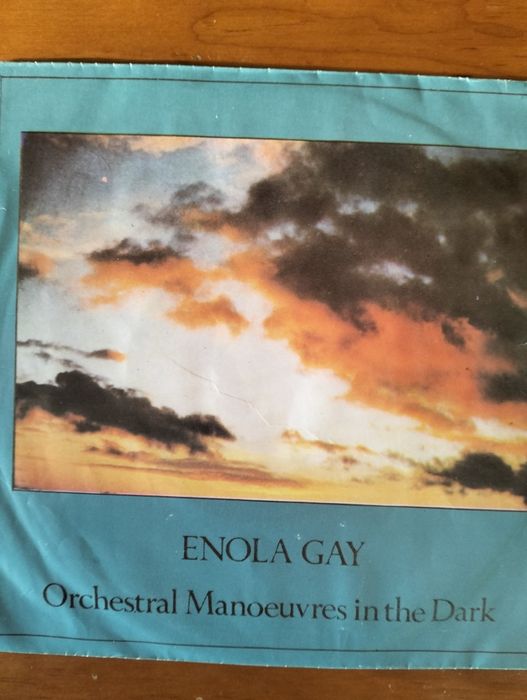 ENOLA GAY
Orchestral Manoeuvres in the Dark